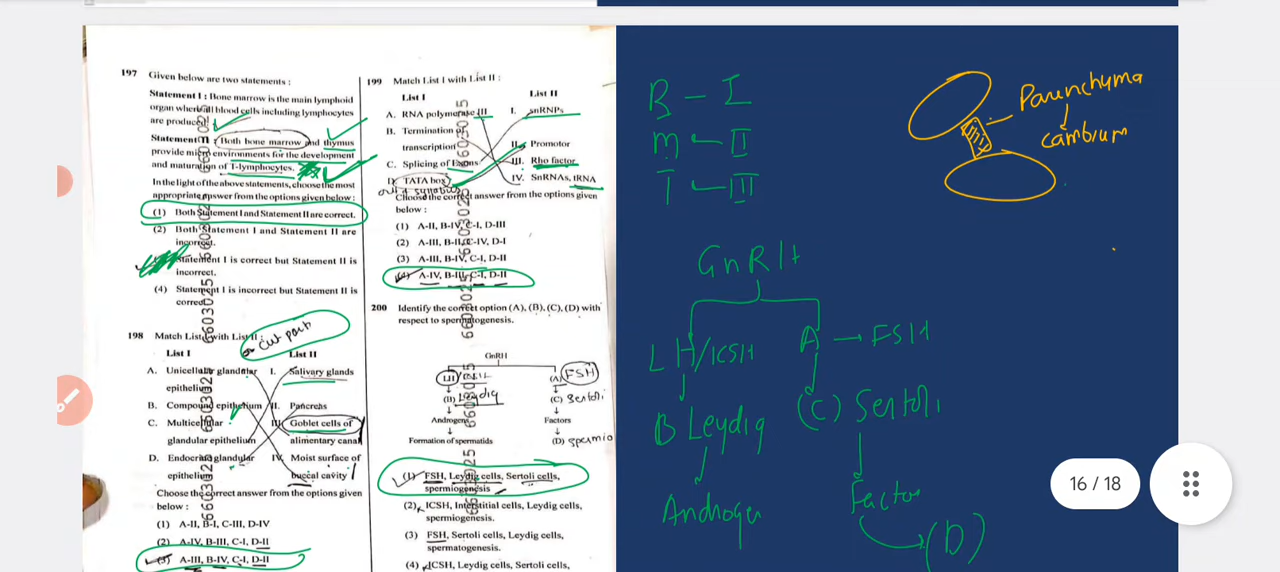 197 Given below are two statements :
Statement I : Bone marrow is the main lymphoid
organ where all blood cells including lymphocytes
are produced.
Statement II : Both bone marrow and thymus
provide micro environments for the development
and maturation of T-lymphocytes.
In the light of the above statements, choose the most
appropriate answer from the options given below :
(1) Both Statement I and Statement II are correct.
(2) Both Statement I and Statement II are
incorrect.
Statement I is correct but Statement II is
incorrect.
(4) Statement I is incorrect but Statement II is
correct.
198 Match List I with List II :
cut part
List I List II
A. Unicellular glandular I. Salivary glands
epithelium
B. Compound epithelium II. Pancreas
C. Multicellular III. Goblet cells of
glandular epithelium alimentary canal
D. Endocrine glandular IV. Moist surface of
epithelium buccal cavity
Choose the correct answer from the options given
below :
(1) A-II, B-I, C-III, D-IV
(2) A-IV, B-III, C-I, D-II
(3) A-III, B-IV, C-I, D-II
199 Match List I with List II :
List I List II
A. RNA polymerase III I. snRNPs
B. Termination of II. Promotor
transcription
C. Splicing of Exons III. Rho factor
D. TATA box IV. SnRNAs, tRNA
out of syllabus
Choose the correct answer from the options given
below :
(1) A-II, B-IV, C-I, D-III
(2) A-III, B-II, C-IV, D-I
(3) A-III, B-IV, C-I, D-II
(4) A-IV, B-III, C-I, D-II
200 Identify the correct option (A), (B), (C), (D) with
respect to spermatogenesis.
GnRH
LH (A) FSH
(B) Leydig (C) Sertoli
Androgens Factors
Formation of spermatids (D) spermio
(1) FSH, Leydig cells, Sertoli cells,
spermiogenesis
(2) ICSH, Interstitial cells, Leydig cells,
spermiogenesis.
(3) FSH, Sertoli cells, Leydig cells,
spermatogenesis.
(4) ICSH, Leydig cells, Sertoli cells,
6603025
B - I
M - II
T - III
Parenchyma
cambium
GnRH
LH/ICSH A → FSH
B Leydig (C) Sertoli
Androgen Factor
(D)
16 / 18